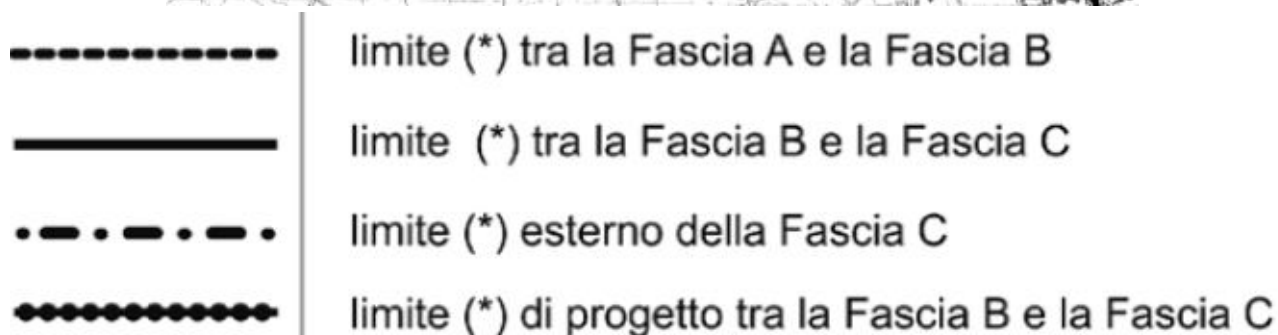 limite (*) tra la Fascia A e la Fascia B
limite (*) tra la Fascia B e la Fascia C
limite (*) esterno della Fascia C
limite (*) di progetto tra la Fascia B e la Fascia C